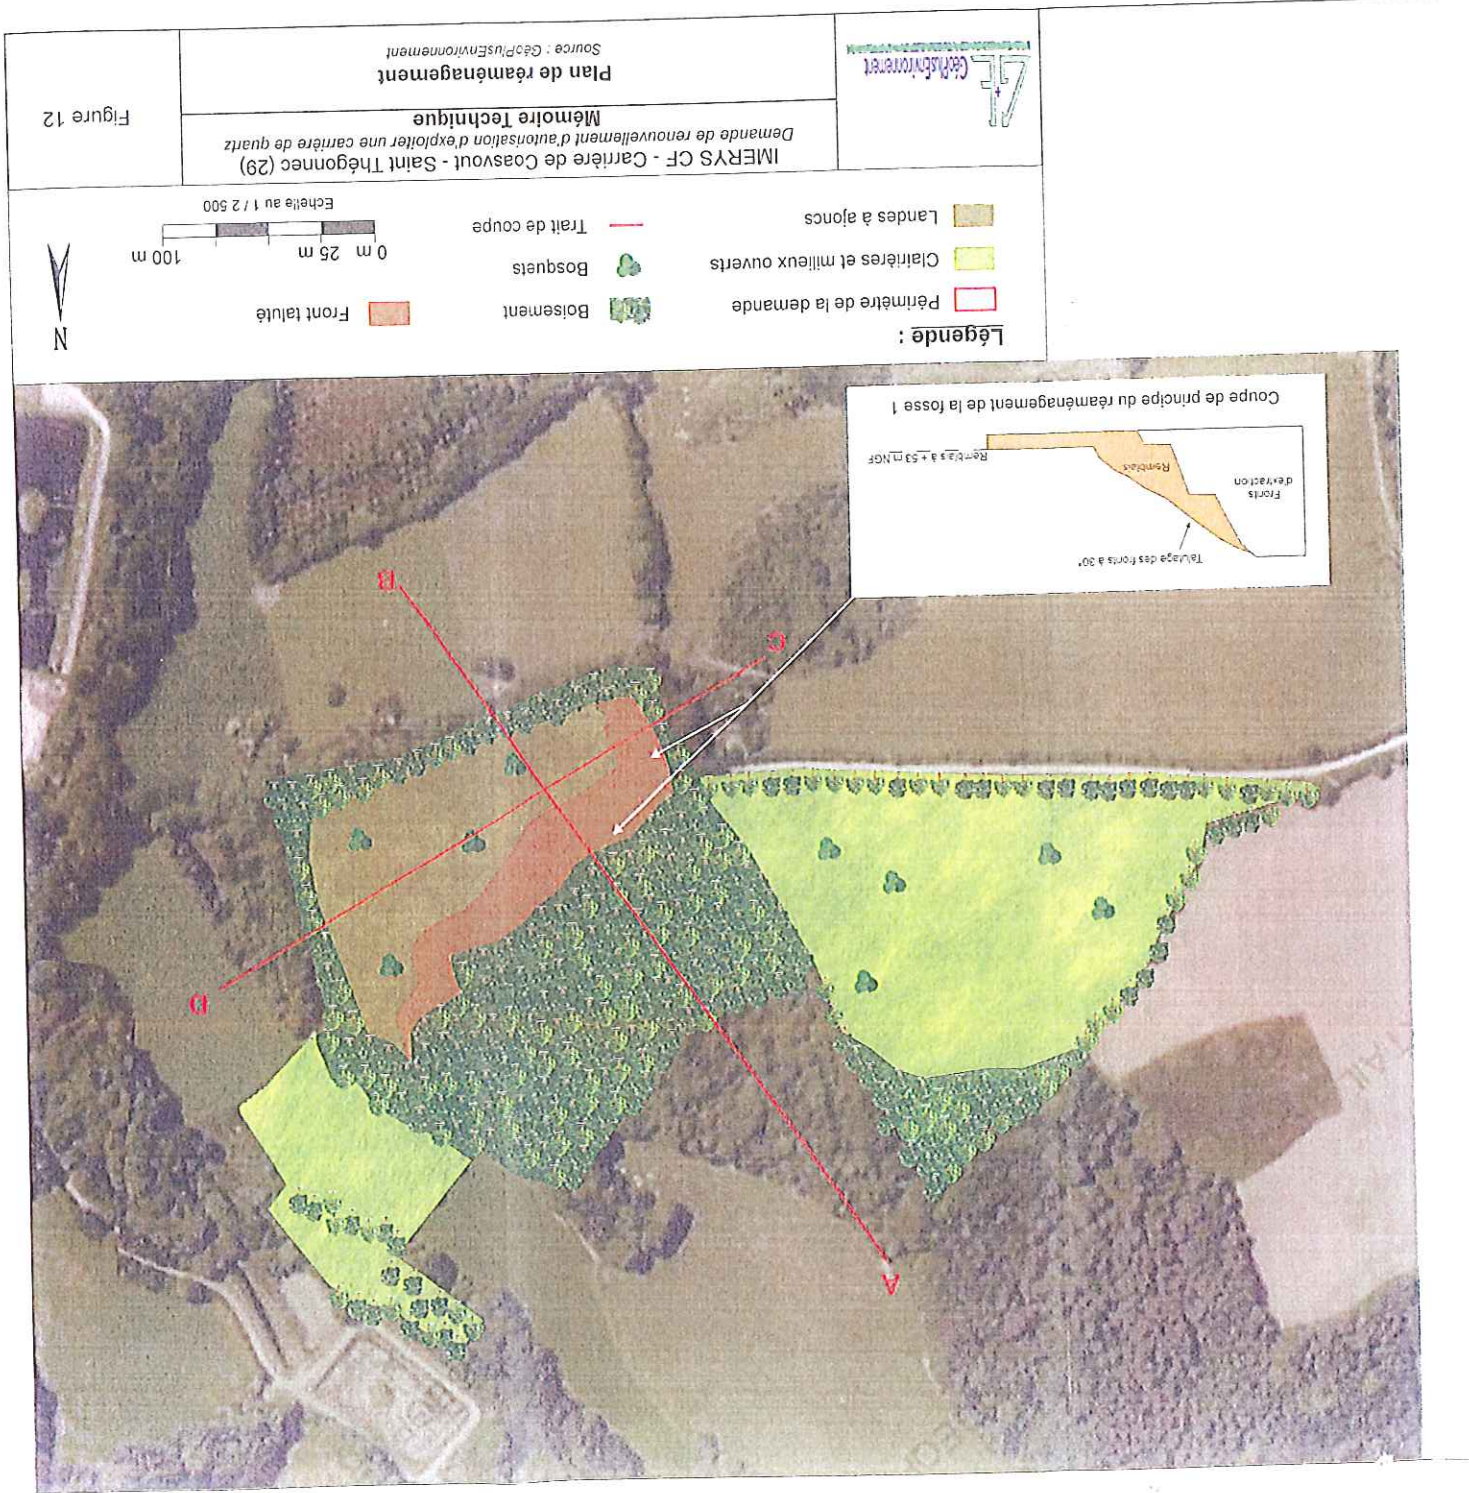 A
D
C
B
Talutage des fronts à 30°
Fronts
d'extraction
Remblais
Remblais à + 53 m NGF
Coupe de principe du réaménagement de la fosse 1
Légende :
Périmètre de la demande
Clairières et milieux ouverts
Landes à ajoncs
Boisement
Bosquets
Trait de coupe
Front taluté
N
0 m 25 m 100 m
Echelle au 1 / 2 500
GéoPlusEnvironnement
IMERYS CF - Carrière de Coasvout - Saint Thégonnec (29)
Demande de renouvellement d'autorisation d'exploiter une carrière de quartz
Mémoire Technique
Plan de réaménagement
Source : GéoPlusEnvironnement
Figure 12